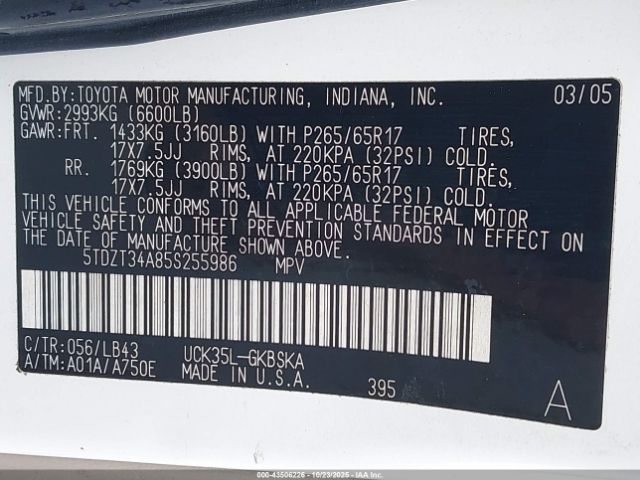 MFD.BY:TOYOTA MOTOR MANUFACTURING, INDIANA, INC. 03/05
GVWR:2993KG (6600LB)
GAWR:FRT. 1433KG (3160LB) WITH P265/65R17 TIRES,
17X7.5JJ RIMS, AT 220KPA (32PSI) COLD.
RR. 1769KG (3900LB) WITH P265/65R17 TIRES,
17X7.5JJ RIMS, AT 220KPA (32PSI) COLD.
THIS VEHICLE CONFORMS TO ALL APPLICABLE FEDERAL MOTOR
VEHICLE SAFETY AND THEFT PREVENTION STANDARDS IN EFFECT ON
THE DATE OF MANUFACTURE SHOWN ABOVE.
5TDZT34A85S255986 MPV
C/TR:056/LB43 UCK35L-GKBSKA
A/TM:A01A/A750E MADE IN U.S.A. 395 A
000-43506226 - 10/23/2025 - IAAI.COM